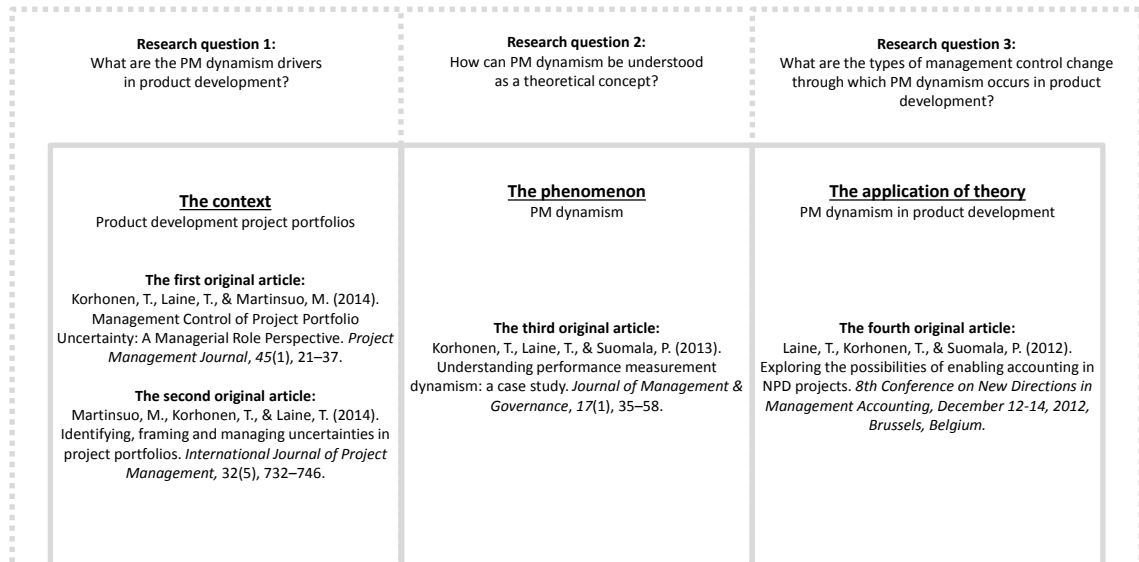 Research question 1:
What are the PM dynamism drivers
in product development?
Research question 2:
How can PM dynamism be understood
as a theoretical concept?
Research question 3:
What are the types of management control change
through which PM dynamism occurs in product
development?
The context
Product development project portfolios
The first original article:
Korhonen, T., Laine, T., & Martinsuo, M. (2014).
Management Control of Project Portfolio
Uncertainty: A Managerial Role Perspective. Project
Management Journal, 45(1), 21–37.
The second original article:
Martinsuo, M., Korhonen, T., & Laine, T. (2014).
Identifying, framing and managing uncertainties in
project portfolios. International Journal of Project
Management, 32(5), 732–746.
The phenomenon
PM dynamism
The third original article:
Korhonen, T., Laine, T., & Suomala, P. (2013).
Understanding performance measurement
dynamism: a case study. Journal of Management &
Governance, 17(1), 35–58.
The application of theory
PM dynamism in product development
The fourth original article:
Laine, T., Korhonen, T., & Suomala, P. (2012).
Exploring the possibilities of enabling accounting in
NPD projects. 8th Conference on New Directions in
Management Accounting, December 12-14, 2012,
Brussels, Belgium.